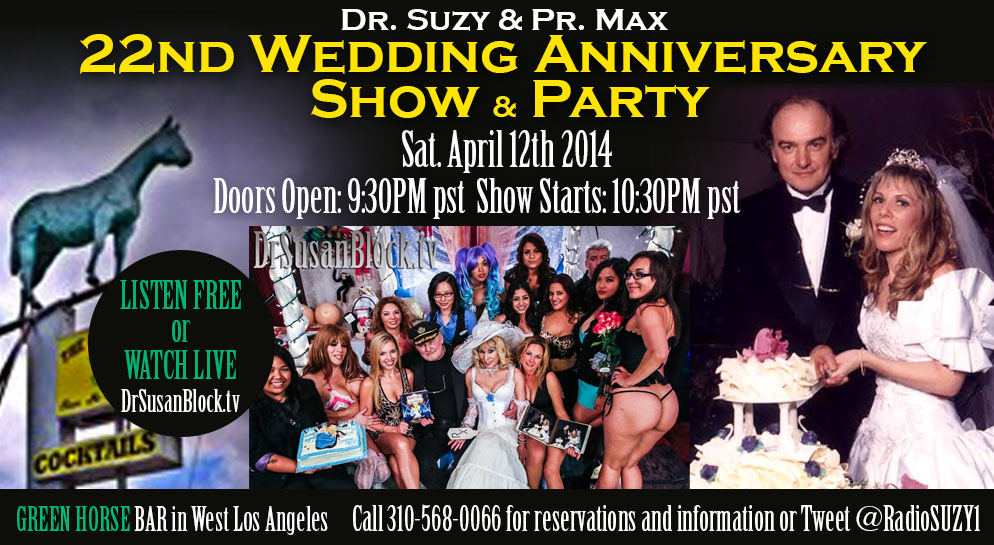 DR. SUZY & PR. MAX
22ND WEDDING ANNIVERSARY
SHOW & PARTY
Sat. April 12th 2014
Doors Open: 9:30PM pst Show Starts: 10:30PM pst
DrSusanBlock.tv
LISTEN FREE
or
WATCH LIVE
DrSusanBlock.tv
THE
COCKTAILS
GREEN HORSE BAR in West Los Angeles Call 310-568-0066 for reservations and information or Tweet @RadioSUZY1